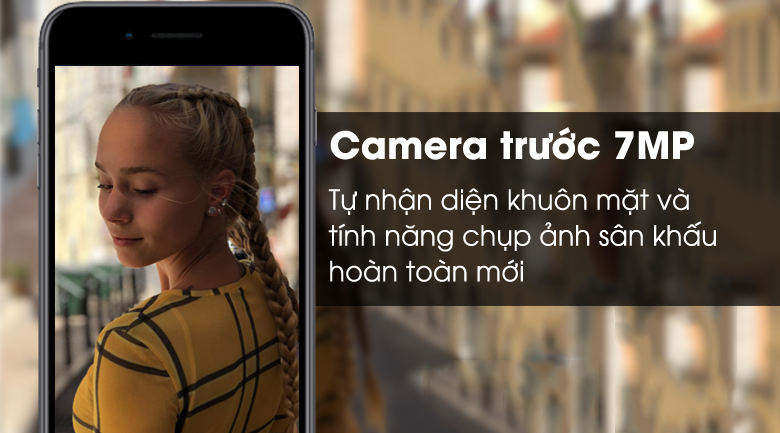 Camera trước 7MP
Tự nhận diện khuôn mặt và
tính năng chụp ảnh sân khấu
hoàn toàn mới